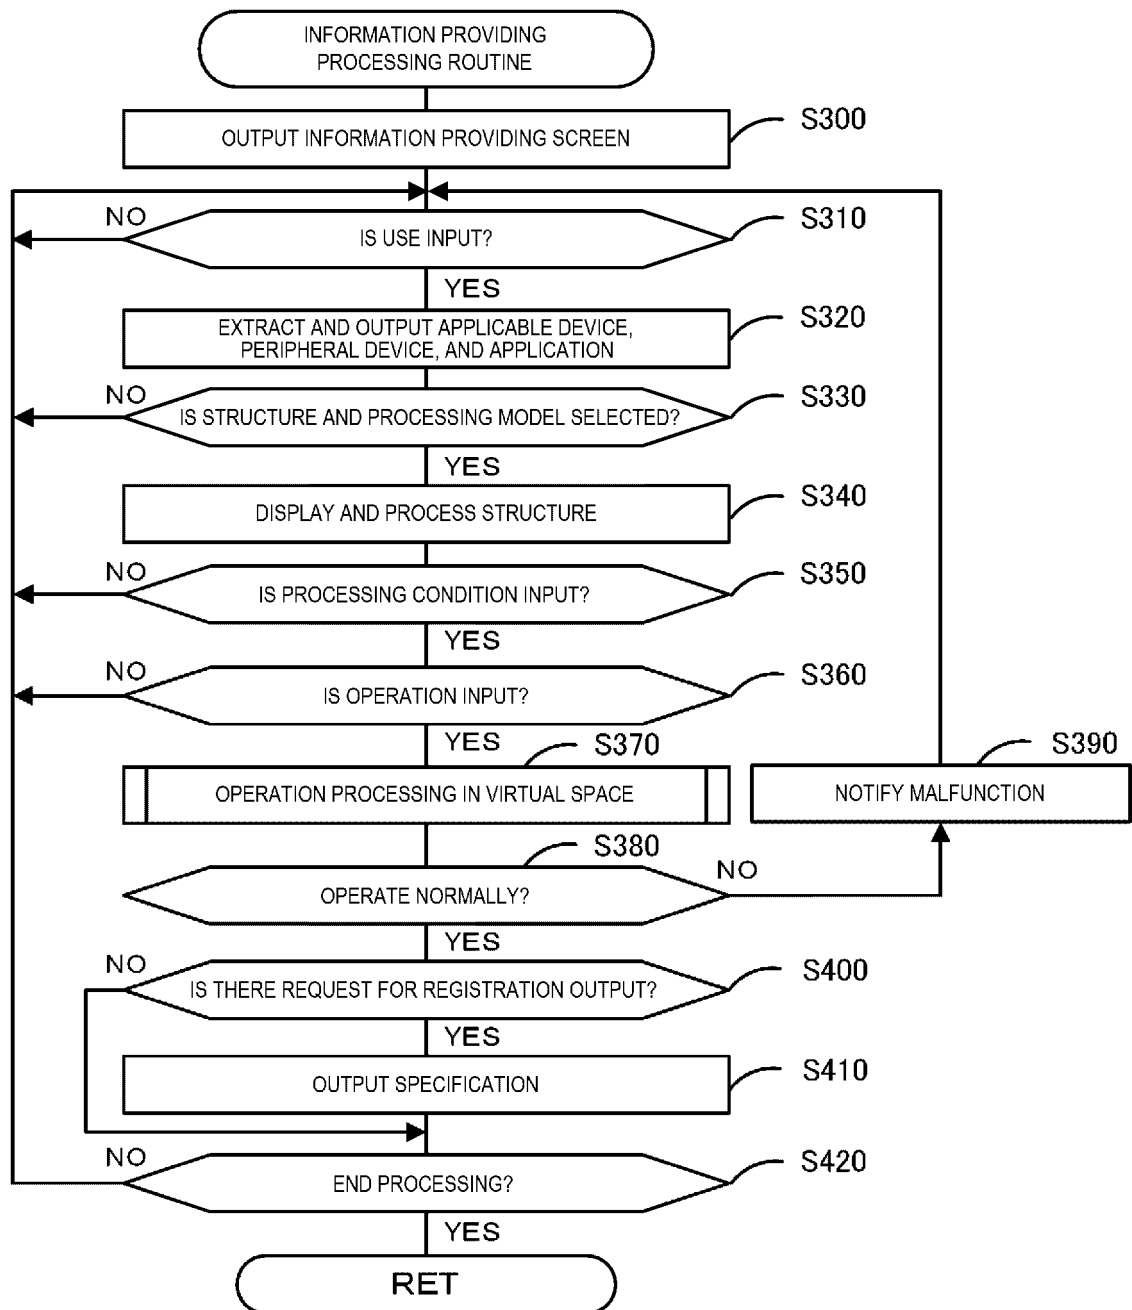 INFORMATION PROVIDING
PROCESSING ROUTINE
S300
OUTPUT INFORMATION PROVIDING SCREEN
NO
S310
IS USE INPUT?
YES
S320
EXTRACT AND OUTPUT APPLICABLE DEVICE,
PERIPHERAL DEVICE, AND APPLICATION
NO
S330
IS STRUCTURE AND PROCESSING MODEL SELECTED?
YES
S340
DISPLAY AND PROCESS STRUCTURE
NO
S350
IS PROCESSING CONDITION INPUT?
YES
NO
S360
IS OPERATION INPUT?
YES
S370
S390
OPERATION PROCESSING IN VIRTUAL SPACE
NOTIFY MALFUNCTION
S380
NO
OPERATE NORMALLY?
YES
NO
S400
IS THERE REQUEST FOR REGISTRATION OUTPUT?
YES
S410
OUTPUT SPECIFICATION
NO
S420
END PROCESSING?
YES
RET